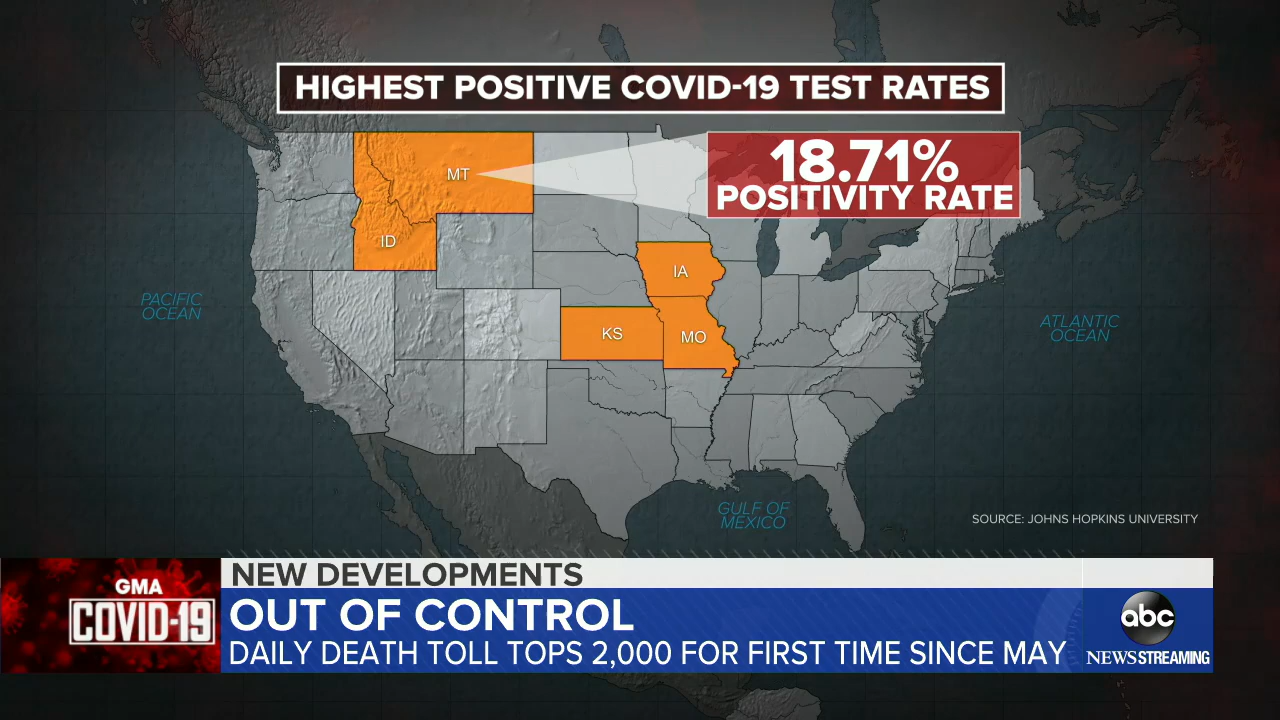 HIGHEST POSITIVE COVID-19 TEST RATES
18.71%
POSITIVITY RATE
MT
ID
IA
KS
MO
PACIFIC
OCEAN
ATLANTIC
OCEAN
GULF OF
MEXICO
SOURCE: JOHNS HOPKINS UNIVERSITY
GMA
COVID-19
NEW DEVELOPMENTS
OUT OF CONTROL
DAILY DEATH TOLL TOPS 2,000 FOR FIRST TIME SINCE MAY
abc
NEWS STREAMING